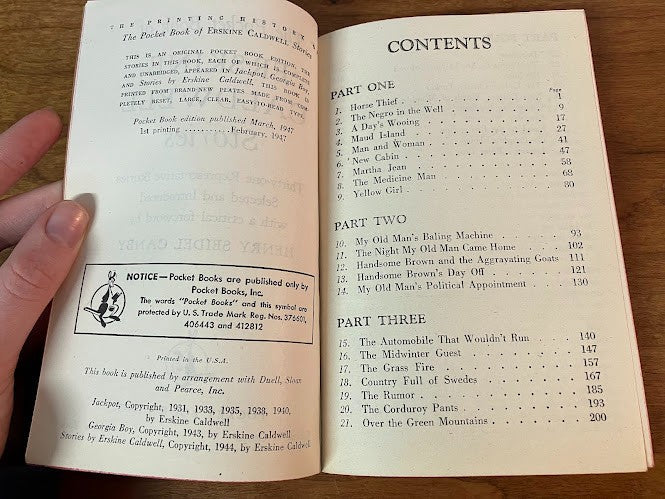 THE PRINTING HISTORY
The Pocket Book of ERSKINE CALDWELL Stories
THIS IS AN ORIGINAL POCKET BOOK EDITION. THE
STORIES IN THIS BOOK, EACH OF WHICH IS COMPLETE
AND UNABRIDGED, APPEARED IN Jackpot, Georgia Boy,
and Stories by Erskine Caldwell. THIS BOOK IS
PRINTED FROM BRAND-NEW PLATES MADE FROM COM-
PLETELY RESET, LARGE, CLEAR, EASY-TO-READ TYPE.
Pocket Book edition published March, 1947
1st printing ........... February, 1947
NOTICE—Pocket Books are published only by
Pocket Books, Inc.
The words "Pocket Books" and this symbol are
protected by U. S. Trade Mark Reg. Nos. 376601,
406443 and 412812
Printed in the U.S.A.
This book is published by arrangement with Duell, Sloan
and Pearce, Inc.
Jackpot, Copyright, 1931, 1933, 1935, 1938, 1940,
by Erskine Caldwell
Georgia Boy, Copyright, 1943, by Erskine Caldwell
Stories by Erskine Caldwell, Copyright, 1944, by Erskine Caldwell
CONTENTS
PART ONE
Page
1. Horse Thief 1
2. The Negro in the Well 9
3. A Day's Wooing 17
4. Maud Island 27
5. Man and Woman 41
6. New Cabin 47
7. Martha Jean 58
8. The Medicine Man 68
9. Yellow Girl 80
PART TWO
10. My Old Man's Baling Machine 93
11. The Night My Old Man Came Home 102
12. Handsome Brown and the Aggravating Goats 111
13. Handsome Brown's Day Off 121
14. My Old Man's Political Appointment 130
PART THREE
15. The Automobile That Wouldn't Run 140
16. The Midwinter Guest 147
17. The Grass Fire 157
18. Country Full of Swedes 167
19. The Rumor 185
20. The Corduroy Pants 193
21. Over the Green Mountains 200